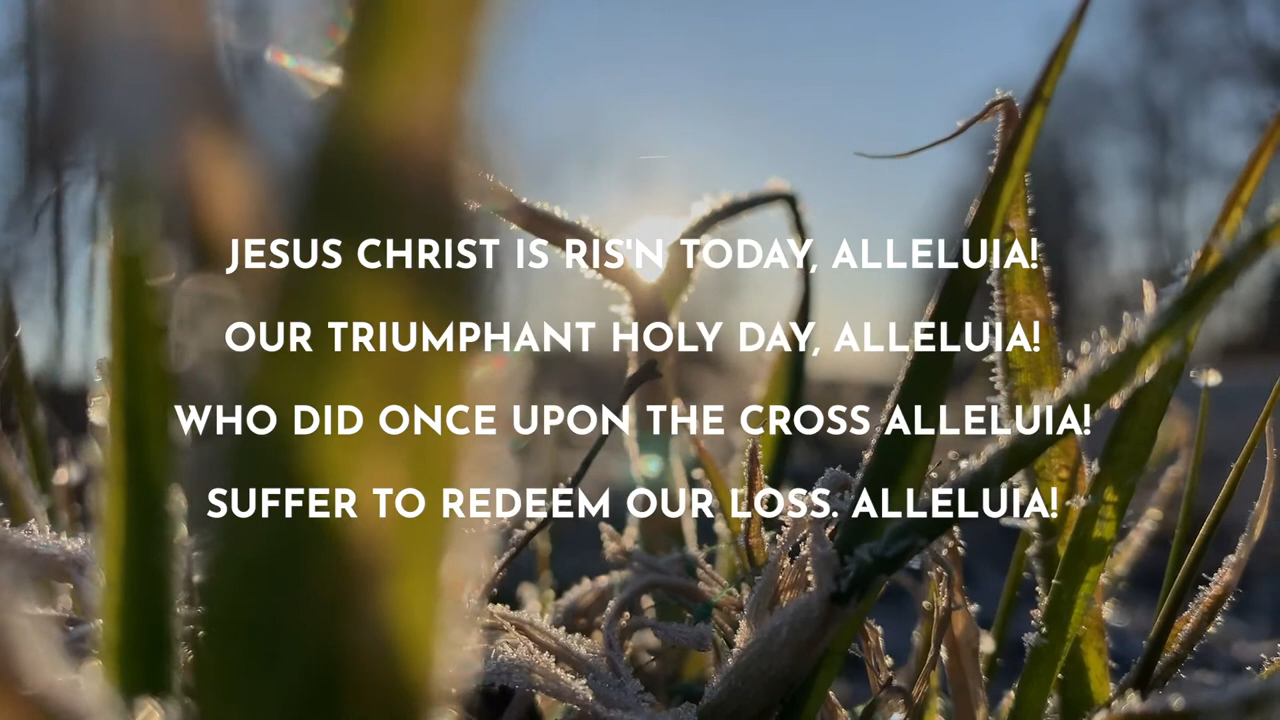 JESUS CHRIST IS RIS'N TODAY, ALLELUIA!
OUR TRIUMPHANT HOLY DAY, ALLELUIA!
WHO DID ONCE UPON THE CROSS ALLELUIA!
SUFFER TO REDEEM OUR LOSS. ALLELUIA!